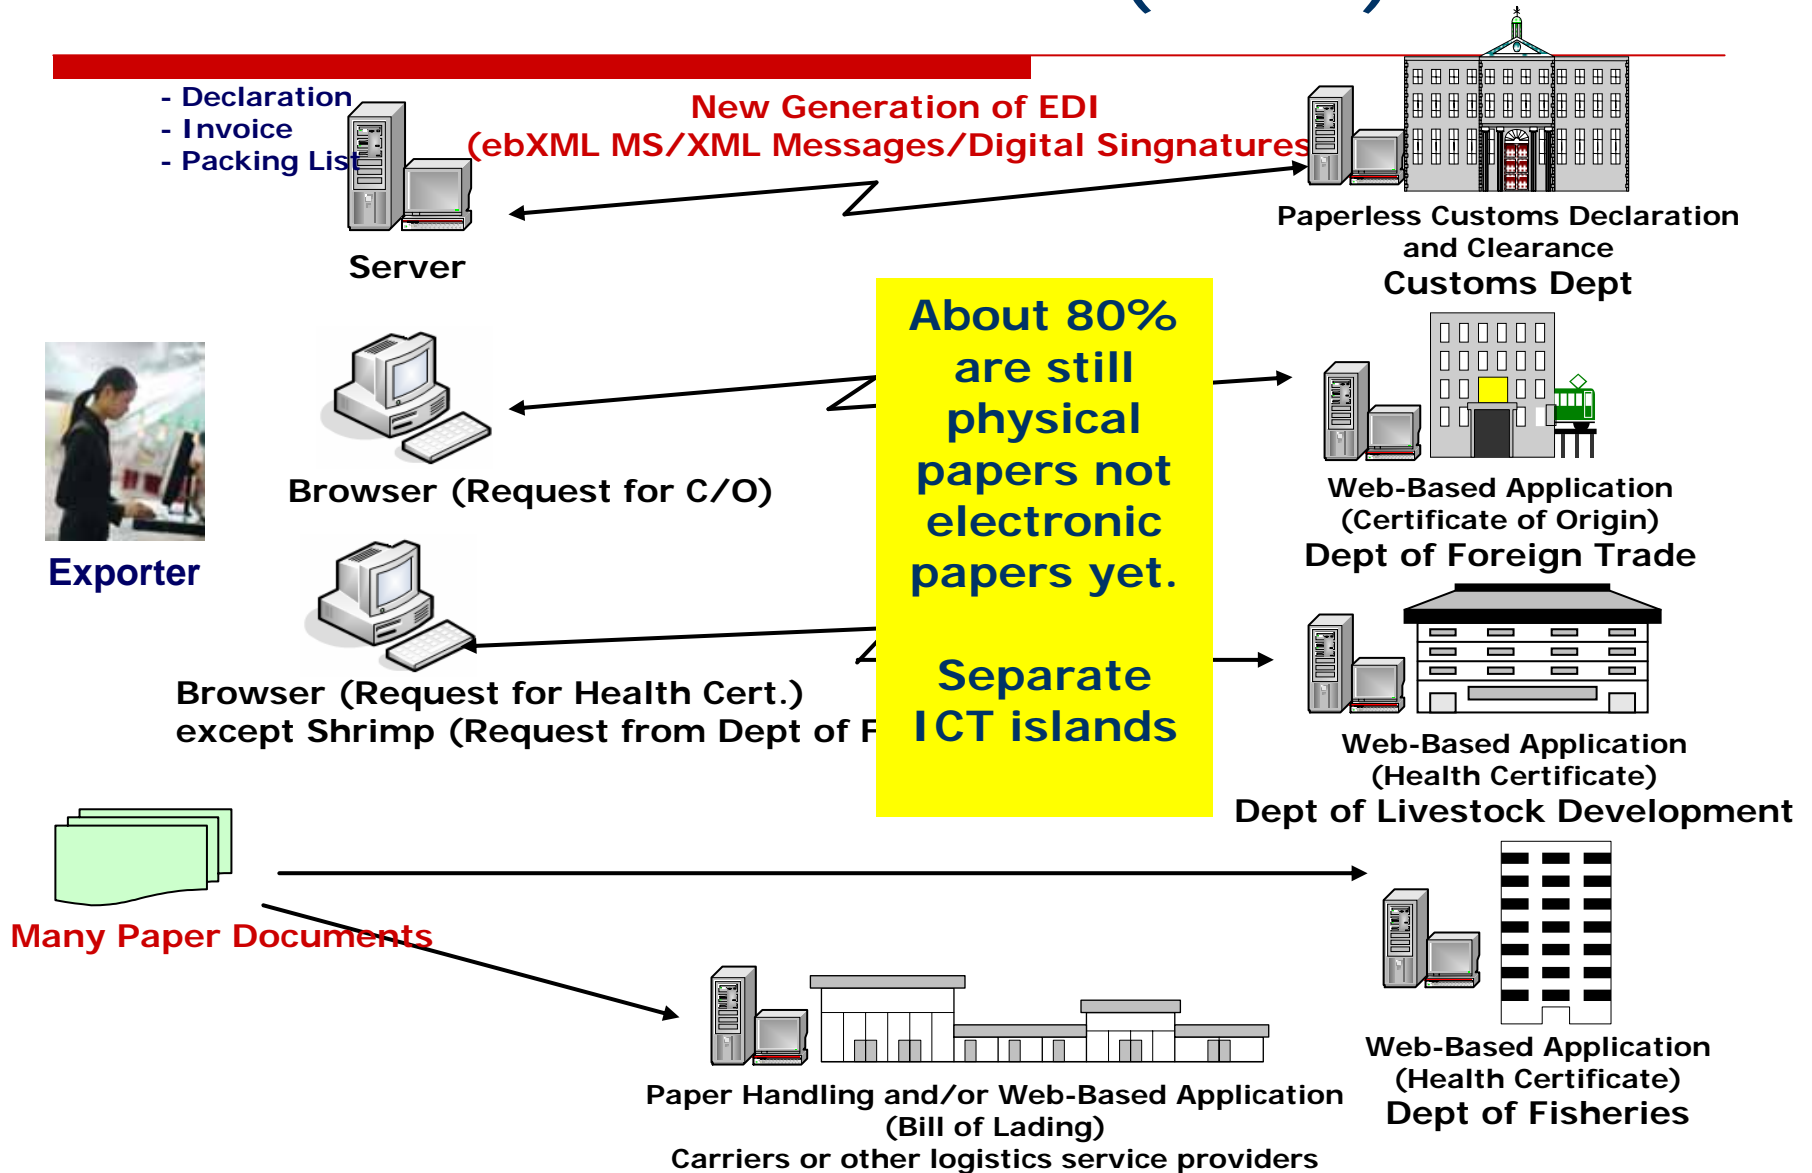 - Declaration
- Invoice
- Packing List
New Generation of EDI
(ebXML MS/XML Messages/Digital Singnatures
Server
Paperless Customs Declaration
and Clearance
Customs Dept
Exporter
Browser (Request for C/O)
Web-Based Application
(Certificate of Origin)
Dept of Foreign Trade
About 80%
are still
physical
papers not
electronic
papers yet.
Separate
ICT islands
Browser (Request for Health Cert.)
except Shrimp (Request from Dept of F
Web-Based Application
(Health Certificate)
Dept of Livestock Development
Many Paper Documents
Web-Based Application
(Health Certificate)
Dept of Fisheries
Paper Handling and/or Web-Based Application
(Bill of Lading)
Carriers or other logistics service providers